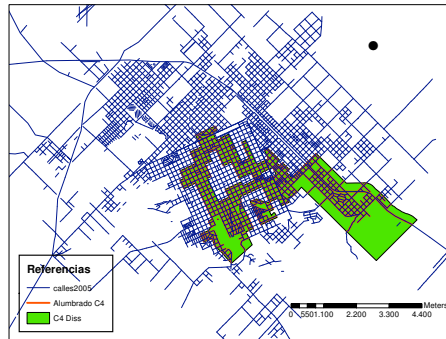 Referencias
calles2005
Alumbrado C4
C4 Diss
Meters
0 5501.100 2.200 3.300 4.400